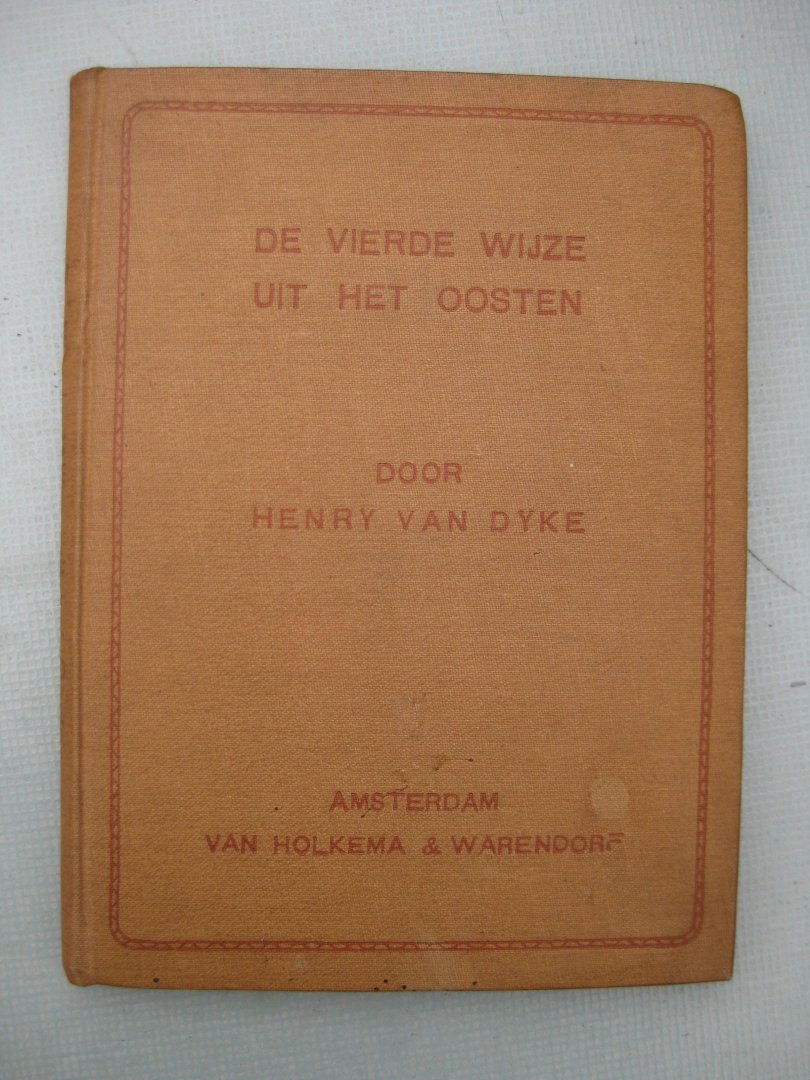 DE VIERDE WIJZE
UIT HET OOSTEN
DOOR
HENRY VAN DYKE
AMSTERDAM
VAN HOLKEMA & WARENDORF